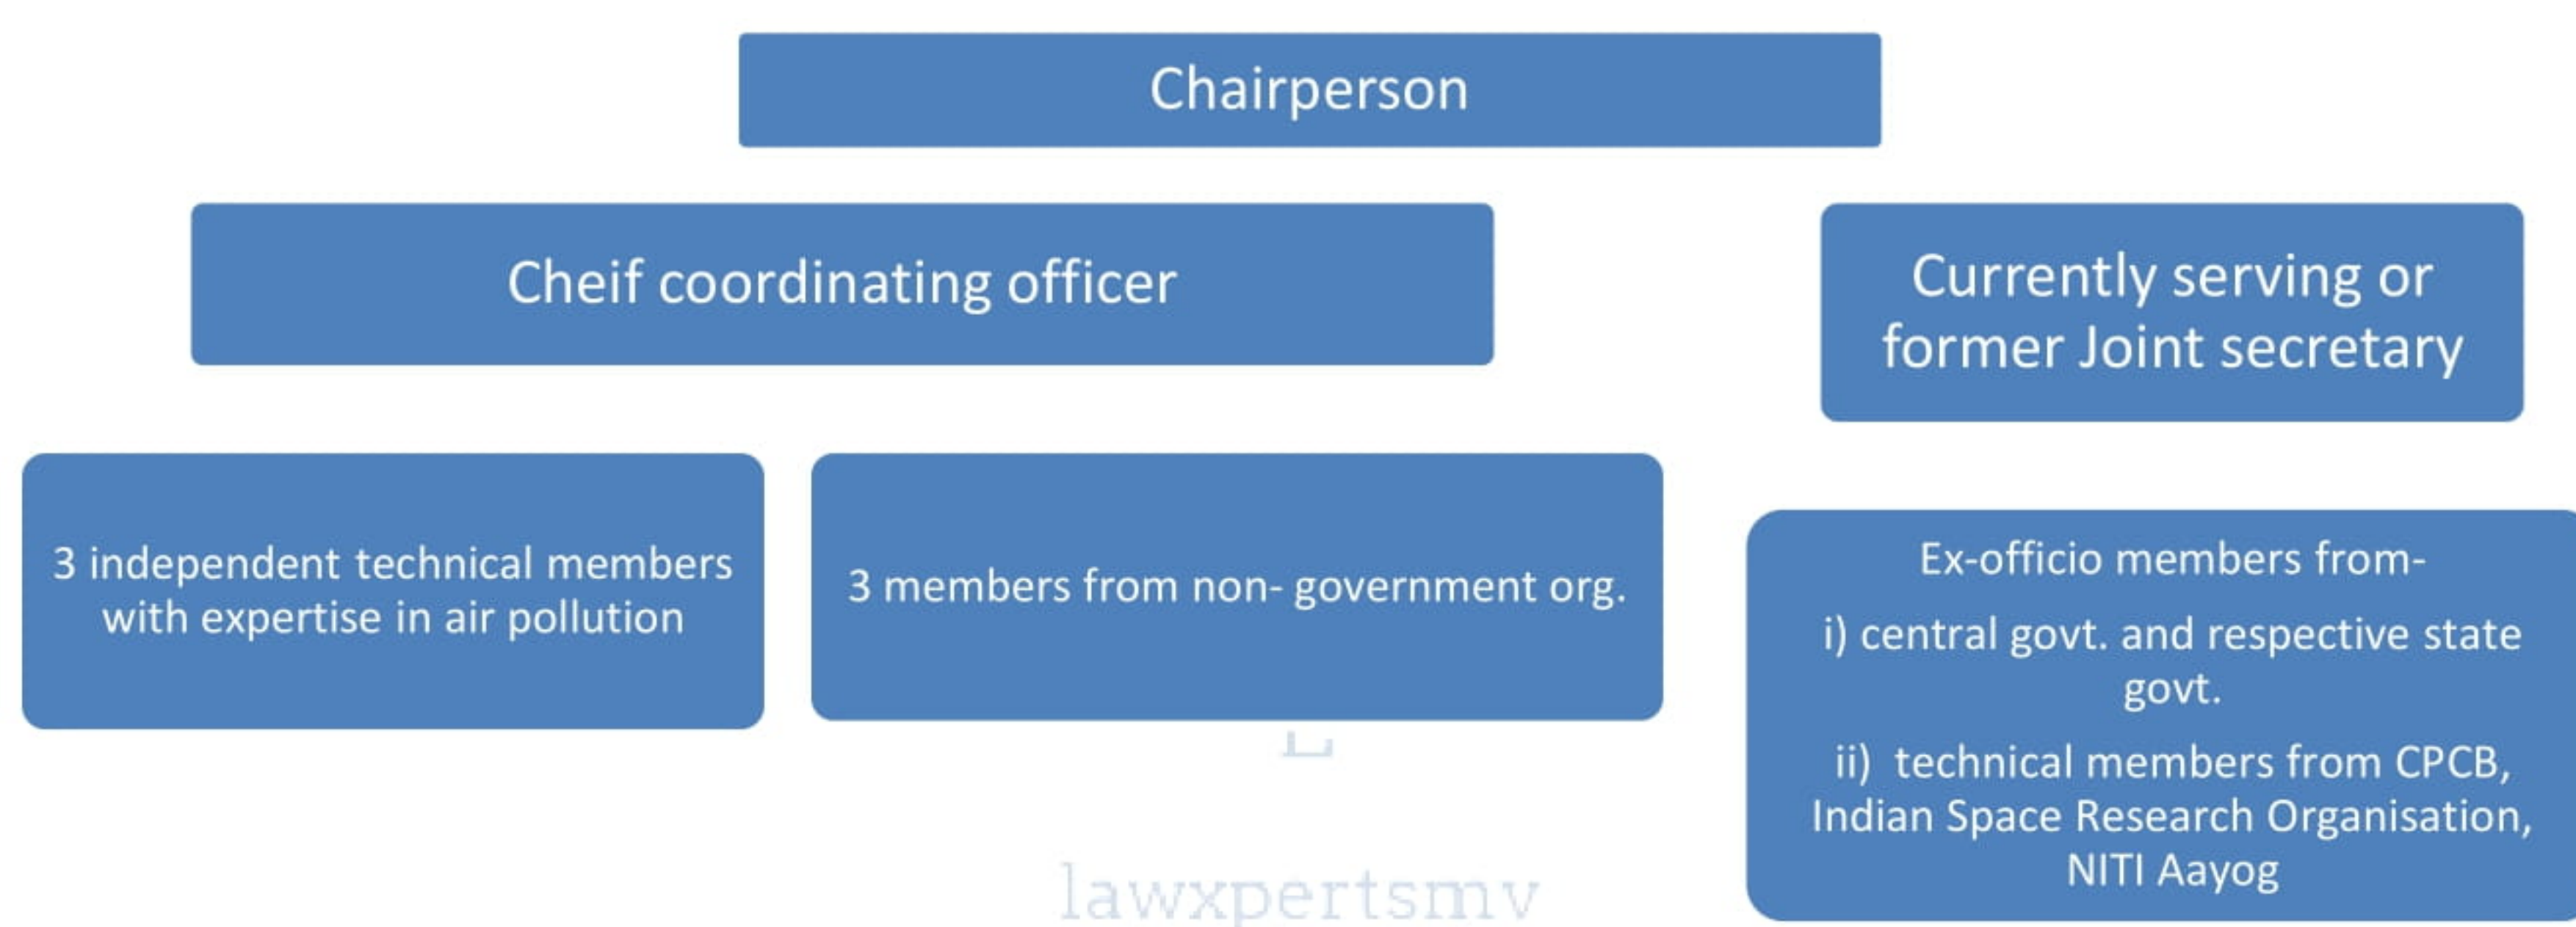 Chairperson
Cheif coordinating officer
Currently serving or
former Joint secretary
3 independent technical members
with expertise in air pollution
3 members from non- government org.
Ex-officio members from-
i) central govt. and respective state
govt.
ii) technical members from CPCB,
Indian Space Research Organisation,
NITI Aayog
lawxpertsmv